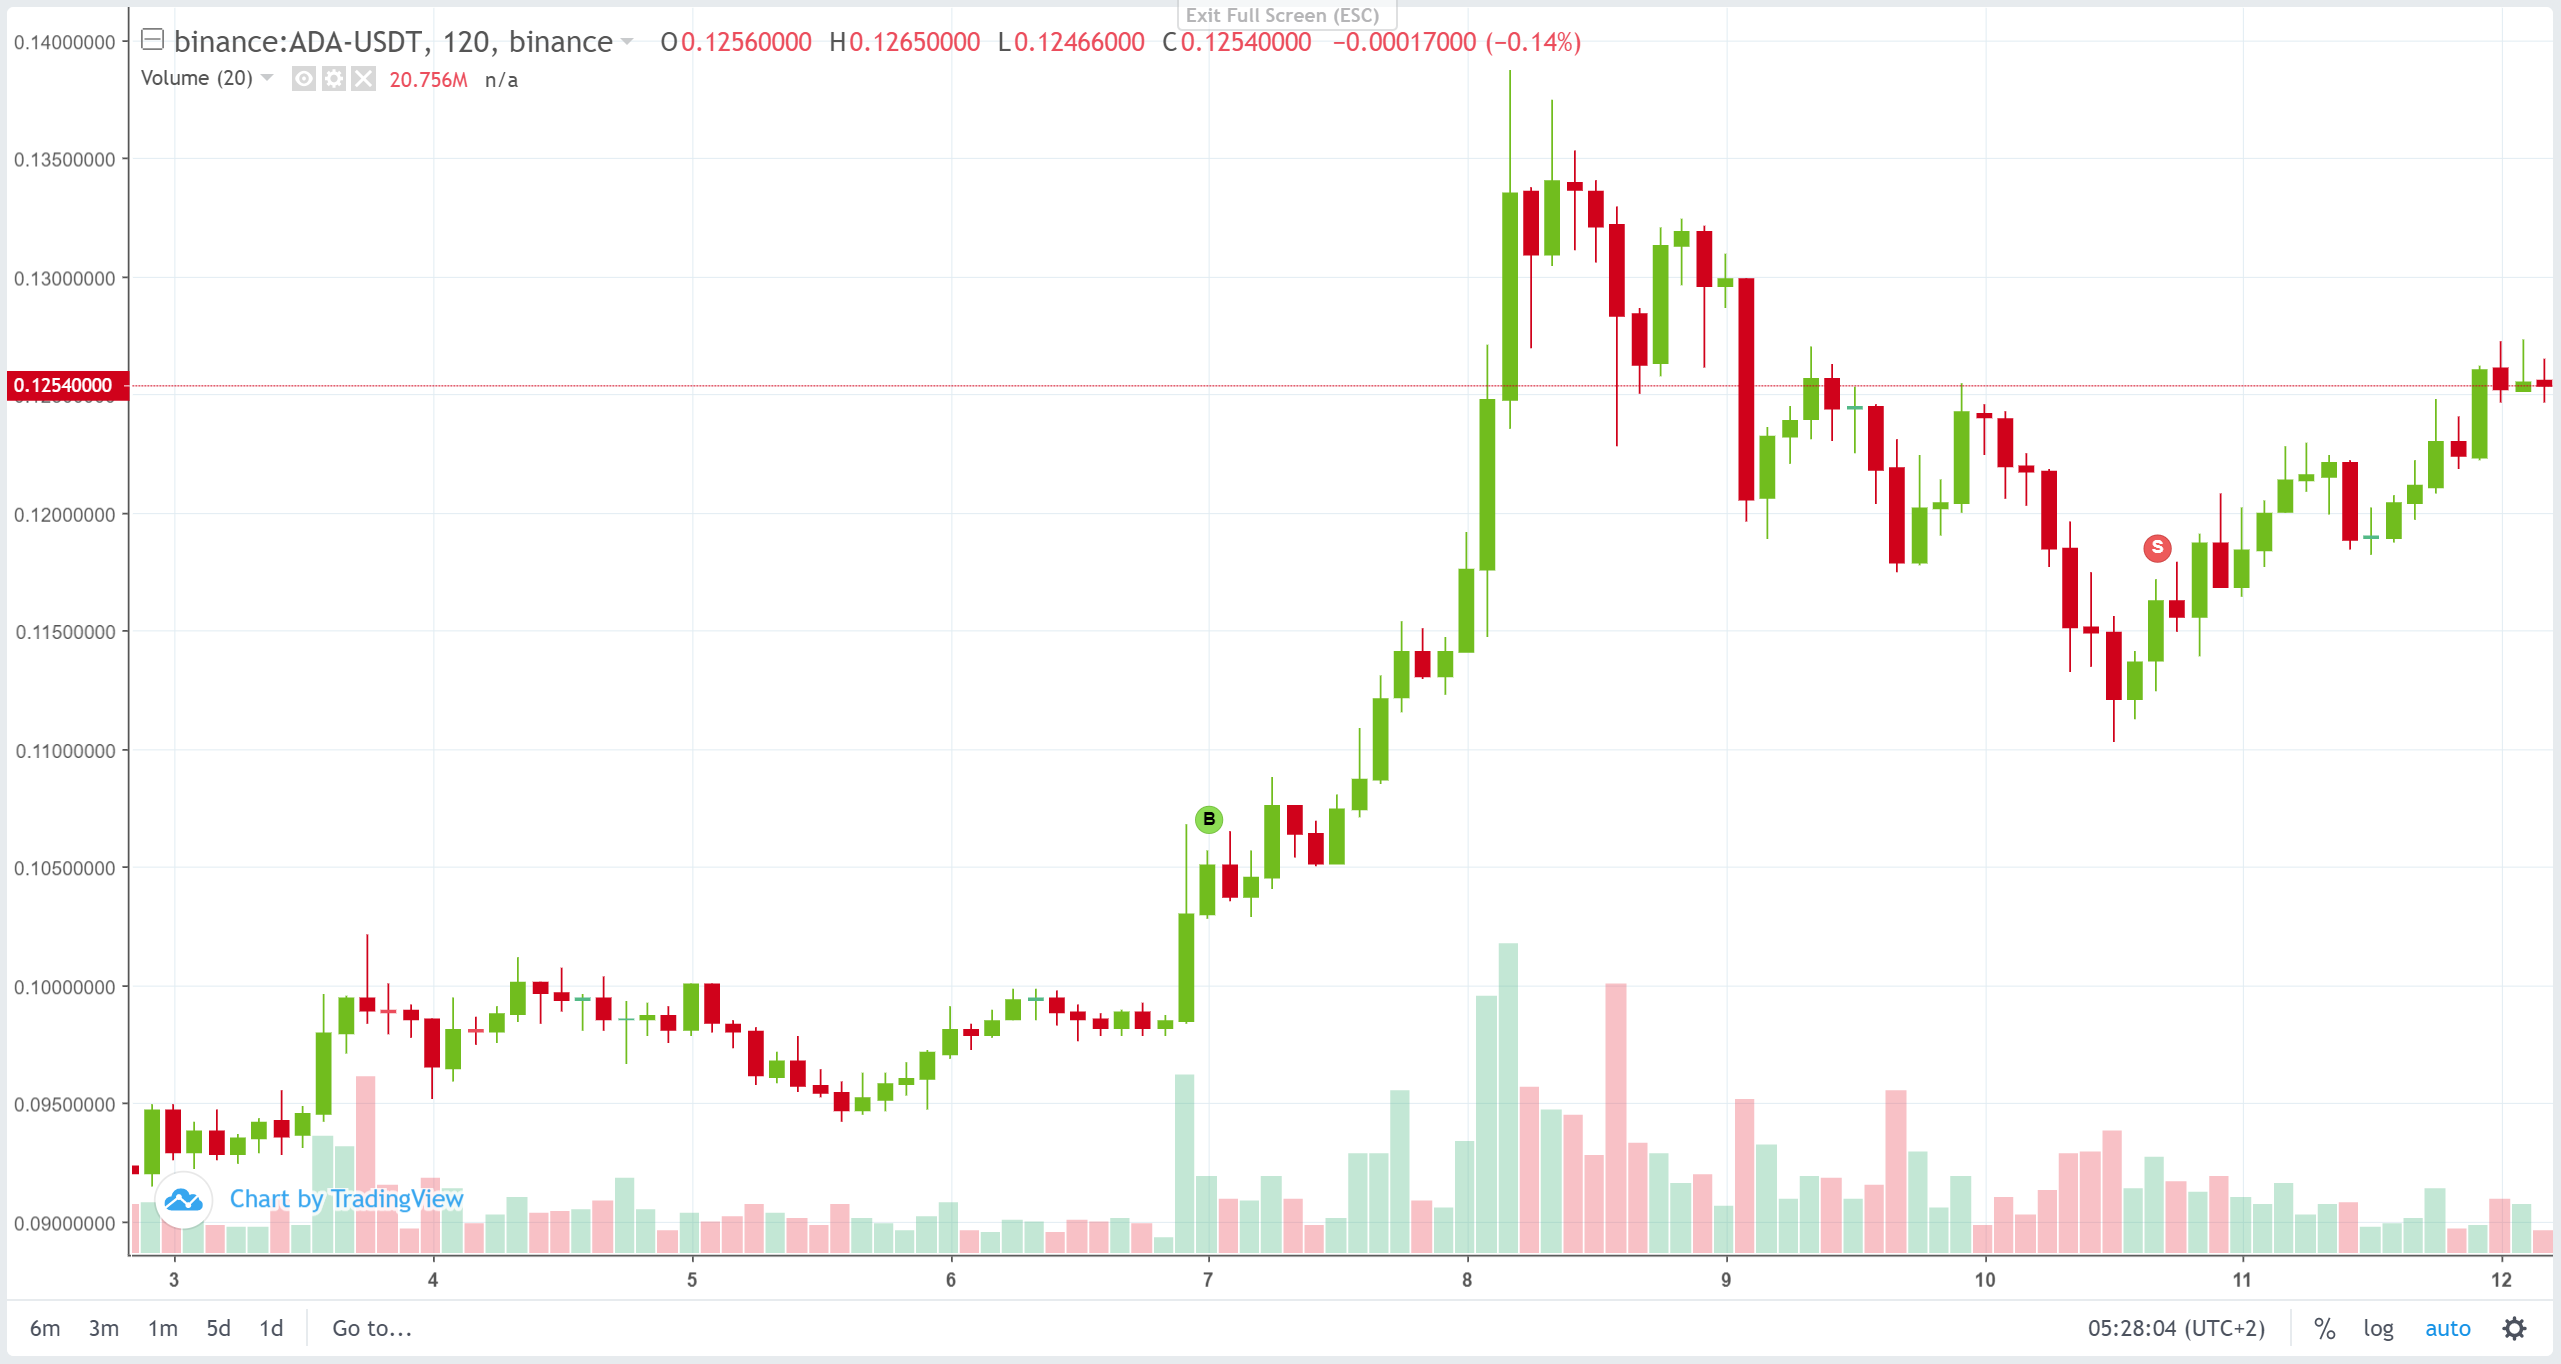 Exit Full Screen (ESC)
binance:ADA-USDT, 120, binance O0.12560000 H0.12650000 L0.12466000 C0.12540000 −0.00017000 (−0.14%)
Volume (20) 20.756M n/a
0.14000000
0.13500000
0.13000000
0.12540000
0.12000000
0.11500000
0.11000000
0.10500000
0.10000000
0.09500000
0.09000000
S
B
Chart by TradingView
3 4 5 6 7 8 9 10 11 12
6m 3m 1m 5d 1d Go to... 05:28:04 (UTC+2) % log auto